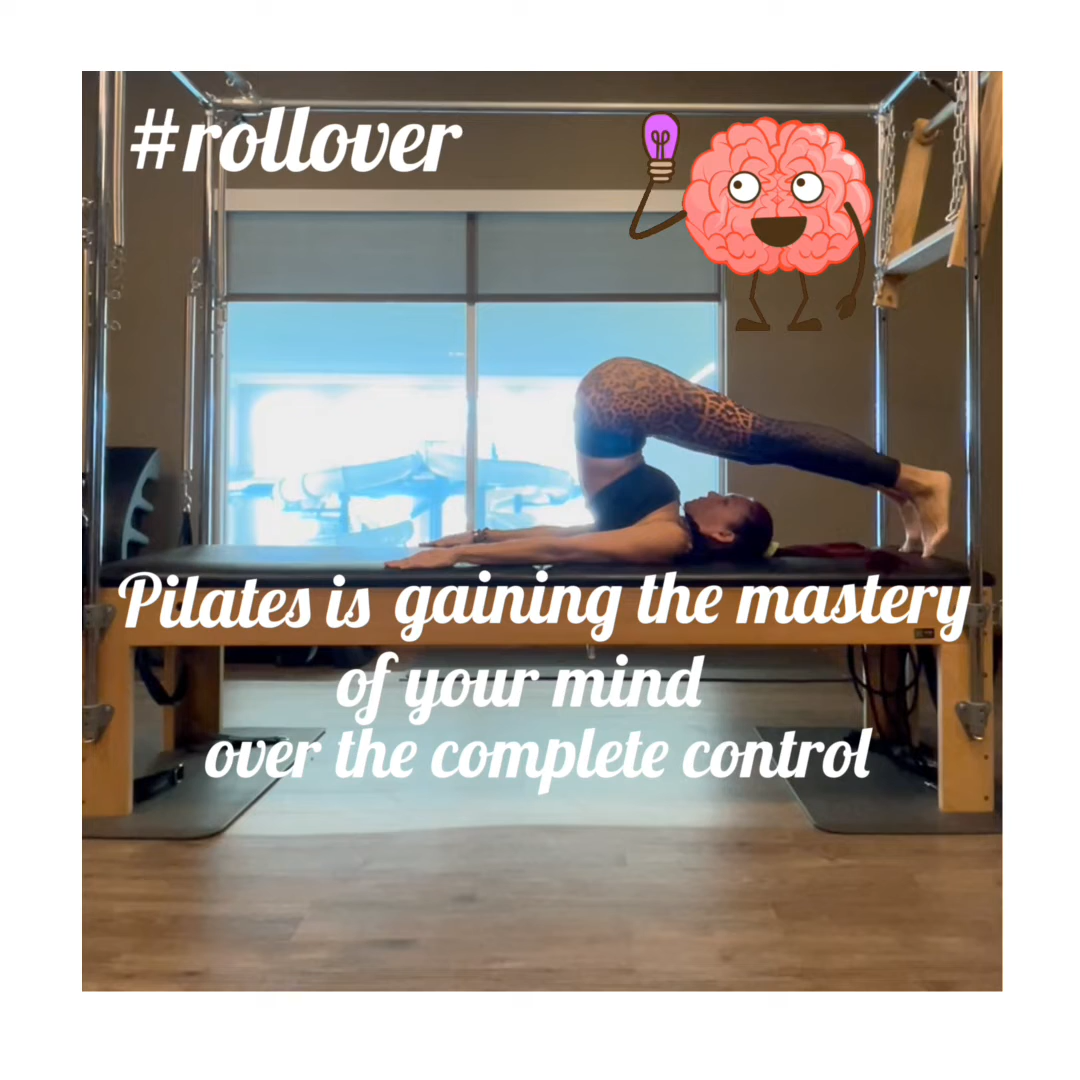 #rollover
Pilates is gaining the mastery
of your mind
over the complete control